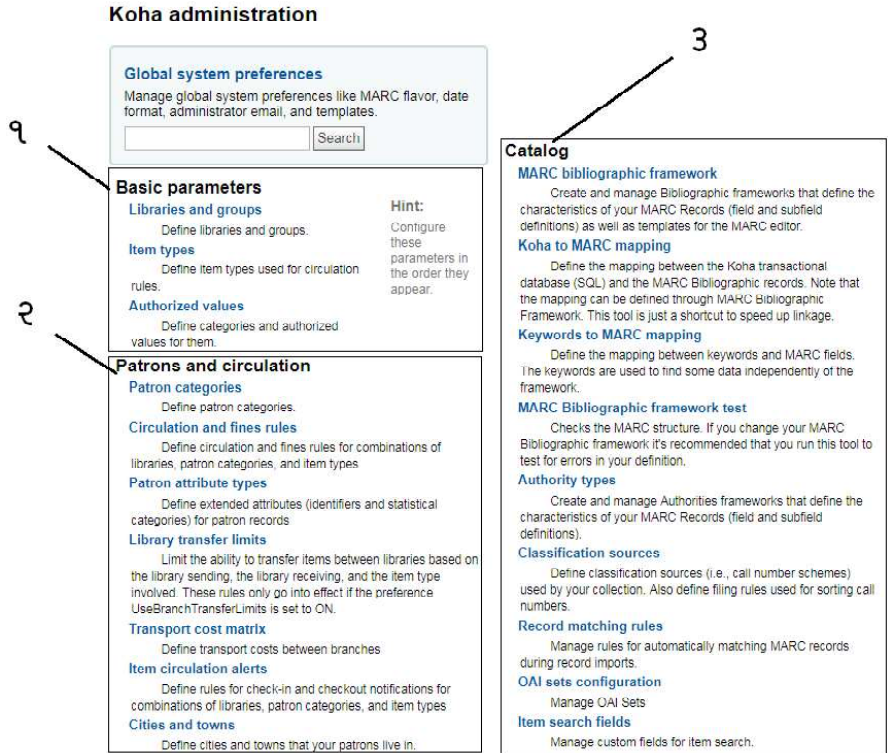 Koha administration
Global system preferences
Manage global system preferences like MARC flavor, date
format, administrator email, and templates.
Search
१
Basic parameters
Libraries and groups
Define libraries and groups.
Item types
Define item types used for circulation
rules.
Authorized values
Define categories and authorized
values for them.
Hint:
Configure
these
parameters in
the order they
appear.
२
Patrons and circulation
Patron categories
Define patron categories.
Circulation and fines rules
Define circulation and fines rules for combinations of
libraries, patron categories, and item types
Patron attribute types
Define extended attributes (identifiers and statistical
categories) for patron records
Library transfer limits
Limit the ability to transfer items between libraries based on
the library sending, the library receiving, and the item type
involved. These rules only go into effect if the preference
UseBranchTransferLimits is set to ON.
Transport cost matrix
Define transport costs between branches
Item circulation alerts
Define rules for check-in and checkout notifications for
combinations of libraries, patron categories, and item types
Cities and towns
Define cities and towns that your patrons live in.
३
Catalog
MARC bibliographic framework
Create and manage Bibliographic frameworks that define the
characteristics of your MARC Records (field and subfield
definitions) as well as templates for the MARC editor.
Koha to MARC mapping
Define the mapping between the Koha transactional
database (SQL) and the MARC Bibliographic records. Note that
the mapping can be defined through MARC Bibliographic
Framework. This tool is just a shortcut to speed up linkage.
Keywords to MARC mapping
Define the mapping between keywords and MARC fields.
The keywords are used to find some data independently of the
framework.
MARC Bibliographic framework test
Checks the MARC structure. If you change your MARC
Bibliographic framework it's recommended that you run this tool to
test for errors in your definition.
Authority types
Create and manage Authorities frameworks that define the
characteristics of your MARC Records (field and subfield
definitions).
Classification sources
Define classification sources (i.e., call number schemes)
used by your collection. Also define filing rules used for sorting call
numbers.
Record matching rules
Manage rules for automatically matching MARC records
during record imports.
OAI sets configuration
Manage OAI Sets
Item search fields
Manage custom fields for item search.